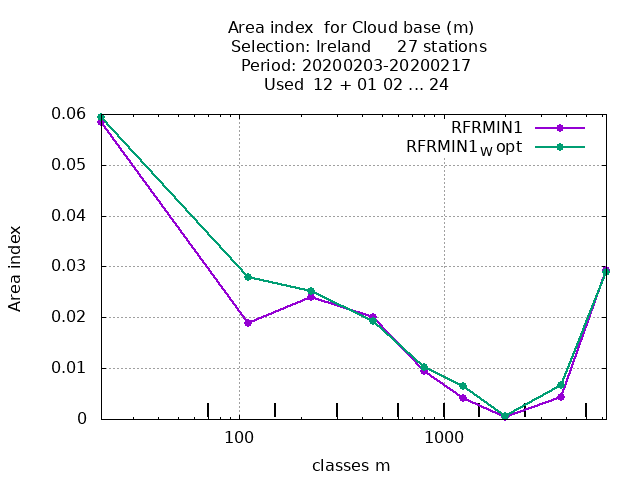 Area index  for Cloud base (m)
Selection: Ireland     27 stations
Period: 20200203-20200217
Used  12 + 01 02 ... 24
RFRMIN1
RFRMIN1W opt
0.06
0.05
0.04
0.03
0.02
0.01
0
Area index
100 1000
classes m